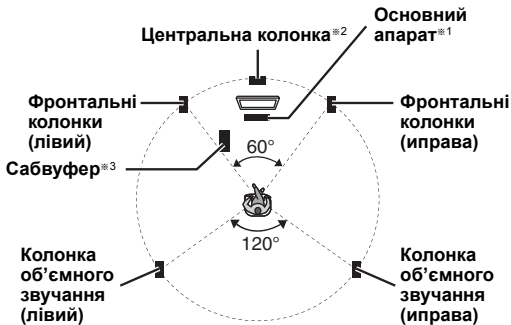 Основний
апарат※1
Центральна колонка※2
Фронтальні
колонки
(лівий)
Фронтальні
колонки
(иправа)
Сабвуфер※3
60°
120°
Колонка
об’ємного
звучання
(лівий)
Колонка
об’ємного
звучання
(иправа)